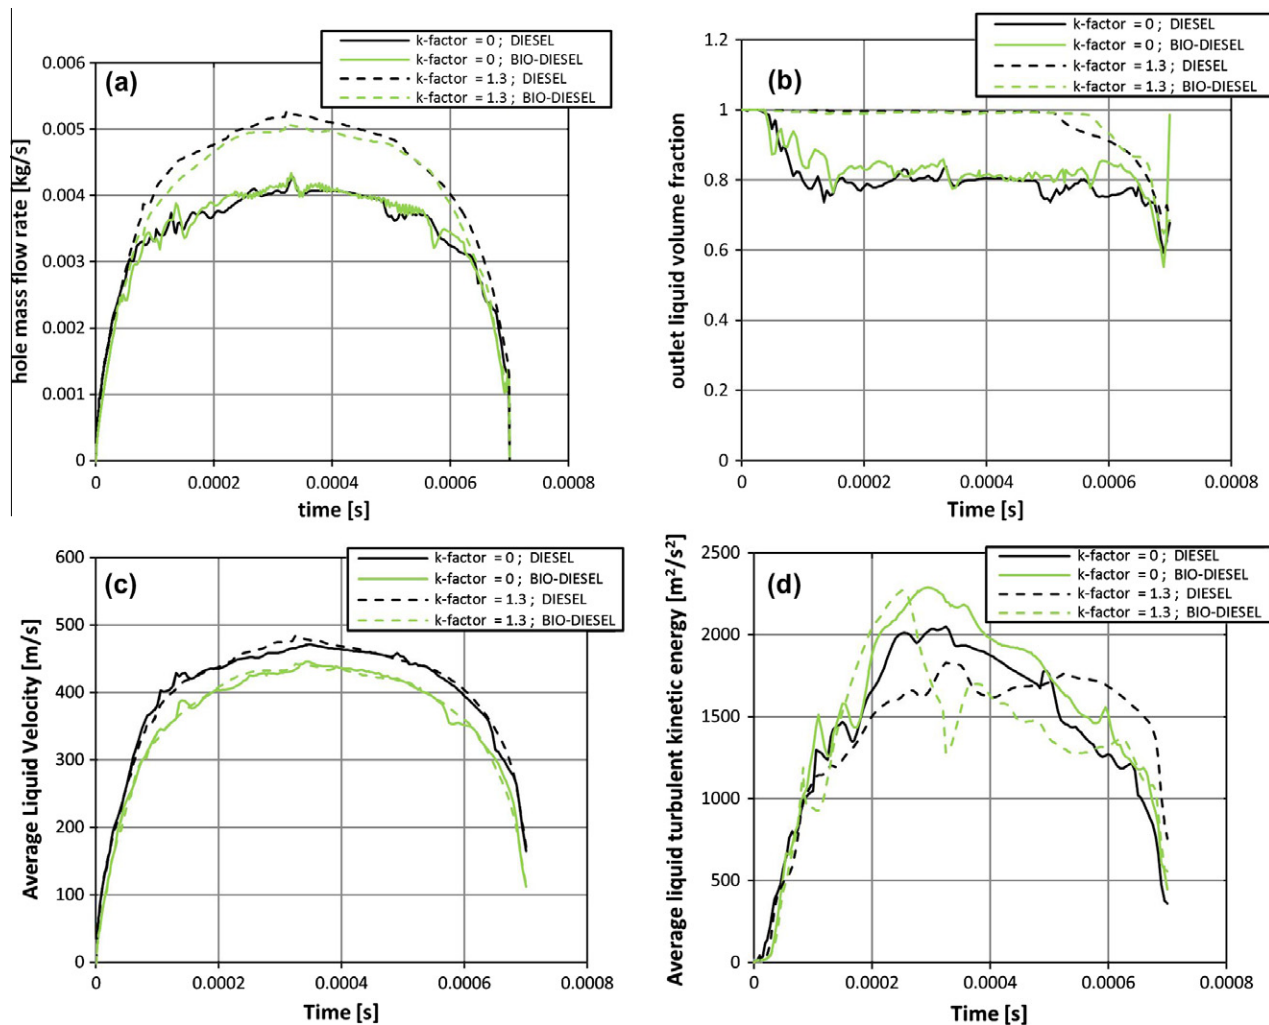 k-factor = 0 ; DIESEL
k-factor = 0; BIO-DIESEL
k-factor = 1.3 ; DIESEL
k-factor = 1.3 ; BIO-DIESEL
(a)
hole mass flow rate [kg/s]
0.006
0.005
0.004
0.003
0.002
0.001
0
0
0.0002
0.0004
0.0006
0.0008
time [s]
k-factor = 0 ; DIESEL
k-factor = 0; BIO-DIESEL
k-factor = 1.3 ; DIESEL
k-factor = 1.3 ; BIO-DIESEL
(b)
outlet liquid volume fraction
1.2
1
0.8
0.6
0.4
0.2
0
0
0.0002
0.0004
0.0006
0.0008
Time [s]
k-factor = 0 ; DIESEL
k-factor = 0; BIO-DIESEL
k-factor = 1.3 ; DIESEL
k-factor = 1.3 ; BIO-DIESEL
(c)
Average Liquid Velocity [m/s]
600
500
400
300
200
100
0
0
0.0002
0.0004
0.0006
0.0008
Time [s]
k-factor = 0 ; DIESEL
k-factor = 0; BIO-DIESEL
k-factor = 1.3 ; DIESEL
k-factor = 1.3 ; BIO-DIESEL
(d)
Average liquid turbulent kinetic energy [m²/s²]
2500
2000
1500
1000
500
0
0
0.0002
0.0004
0.0006
0.0008
Time [s]